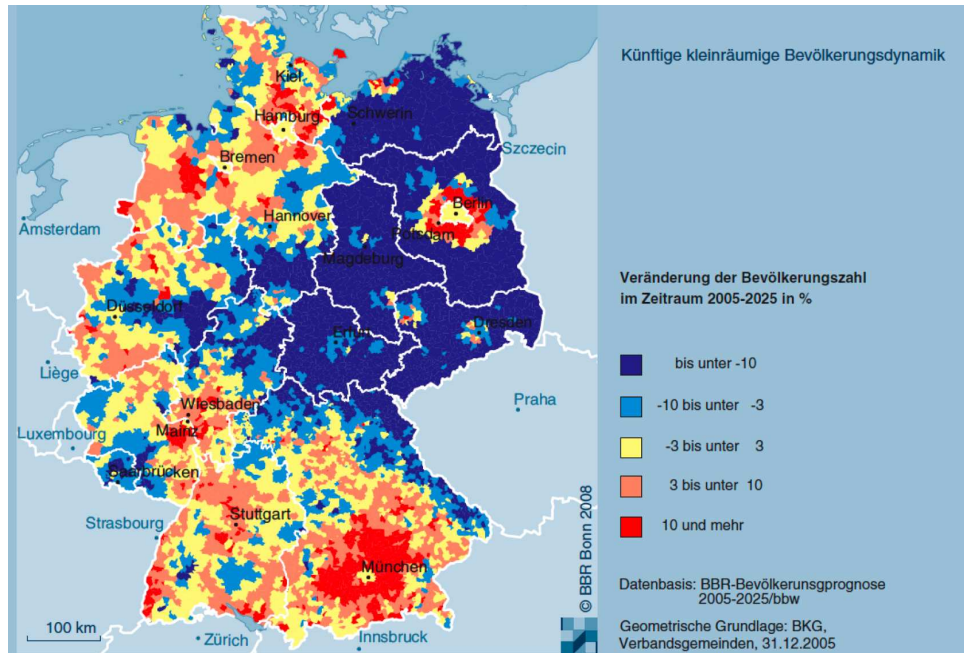 Künftige kleinräumige Bevölkerungsdynamik
Kiel
Hamburg
Schwerin
Szczecin
Bremen
Amsterdam
Hannover
Berlin
Potsdam
Magdeburg
Düsseldorf
Erfurt
Dresden
Liège
Wiesbaden
Praha
Mainz
Luxembourg
Saarbrücken
Strasbourg
Stuttgart
München
Zürich
Innsbruck
100 km
© BBR Bonn 2008
Veränderung der Bevölkerungszahl
im Zeitraum 2005-2025 in %
bis unter -10
-10 bis unter -3
-3 bis unter 3
3 bis unter 10
10 und mehr
Datenbasis: BBR-Bevölkerunsgprognose
2005-2025/bbw
Geometrische Grundlage: BKG,
Verbandsgemeinden, 31.12.2005